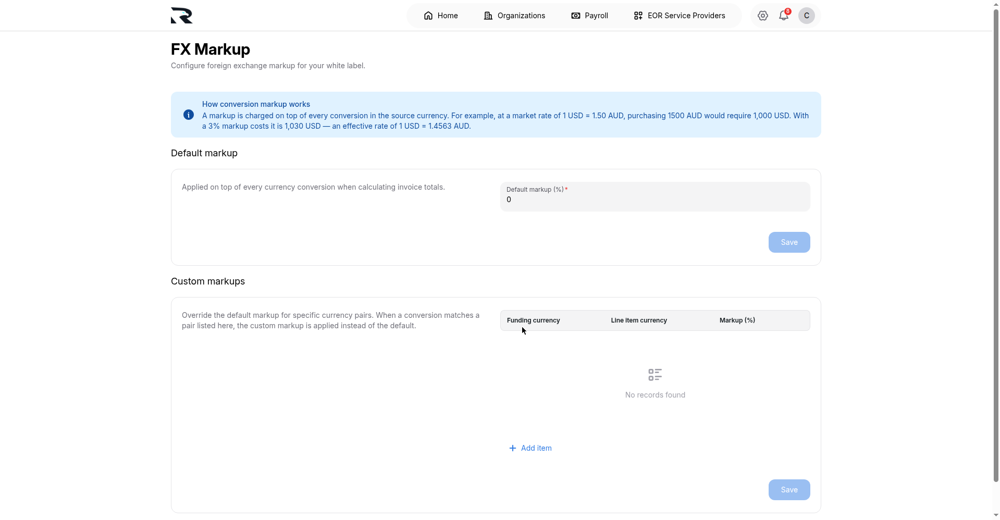 Home
Organizations
Payroll
EOR Service Providers
8
C
FX Markup
Configure foreign exchange markup for your white label.
How conversion markup works
A markup is charged on top of every conversion in the source currency. For example, at a market rate of 1 USD = 1.50 AUD, purchasing 1500 AUD would require 1,000 USD. With
a 3% markup costs it is 1,030 USD — an effective rate of 1 USD = 1.4563 AUD.
Default markup
Applied on top of every currency conversion when calculating invoice totals.
Default markup (%)*
0
Save
Custom markups
Override the default markup for specific currency pairs. When a conversion matches a
pair listed here, the custom markup is applied instead of the default.
Funding currency
Line item currency
Markup (%)
No records found
Add item
Save